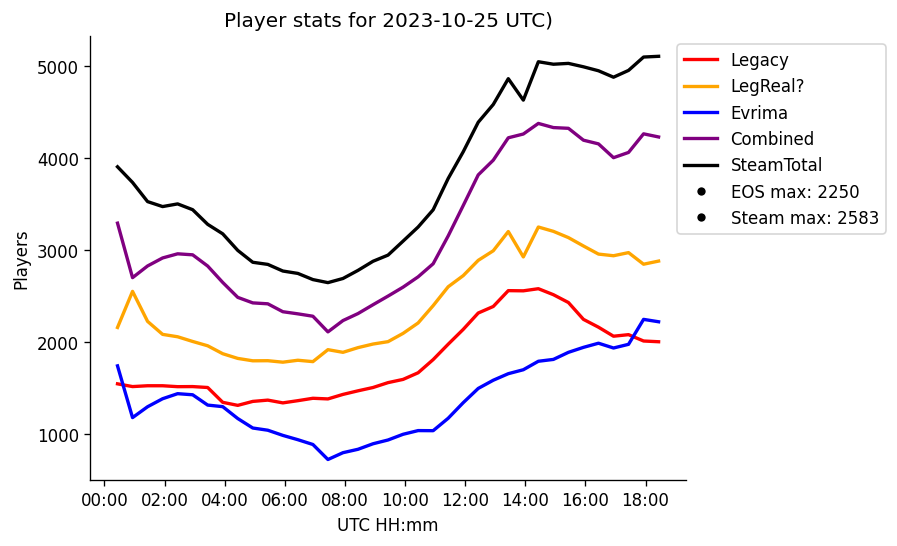 Player stats for 2023-10-25 UTC)
5000
4000
3000
2000
1000
Players
00:00 02:00 04:00 06:00 08:00 10:00 12:00 14:00 16:00 18:00
UTC HH:mm
Legacy
LegReal?
Evrima
Combined
SteamTotal
EOS max: 2250
Steam max: 2583